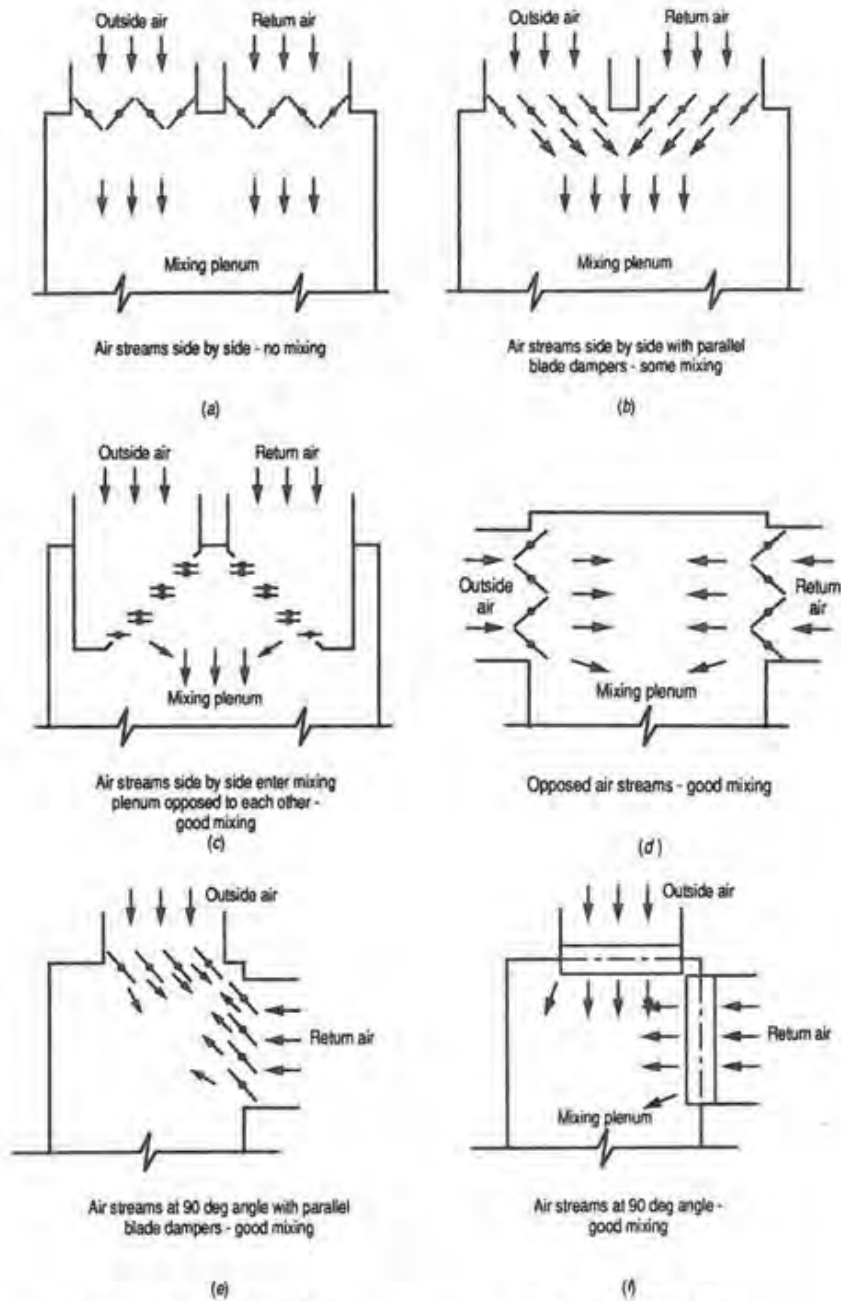 Outside air
Return air
Mixing plenum
Air streams side by side - no mixing
(a)
Outside air
Return air
Mixing plenum
Air streams side by side with parallel
blade dampers - some mixing
(b)
Outside air
Return air
Mixing plenum
Air streams side by side enter mixing
plenum opposed to each other -
good mixing
(c)
Outside
air
Return
air
Mixing plenum
Opposed air streams - good mixing
(d)
Outside air
Return air
Air streams at 90 deg angle with parallel
blade dampers - good mixing
(e)
Outside air
Return air
Mixing plenum
Air streams at 90 deg angle -
good mixing
(f)